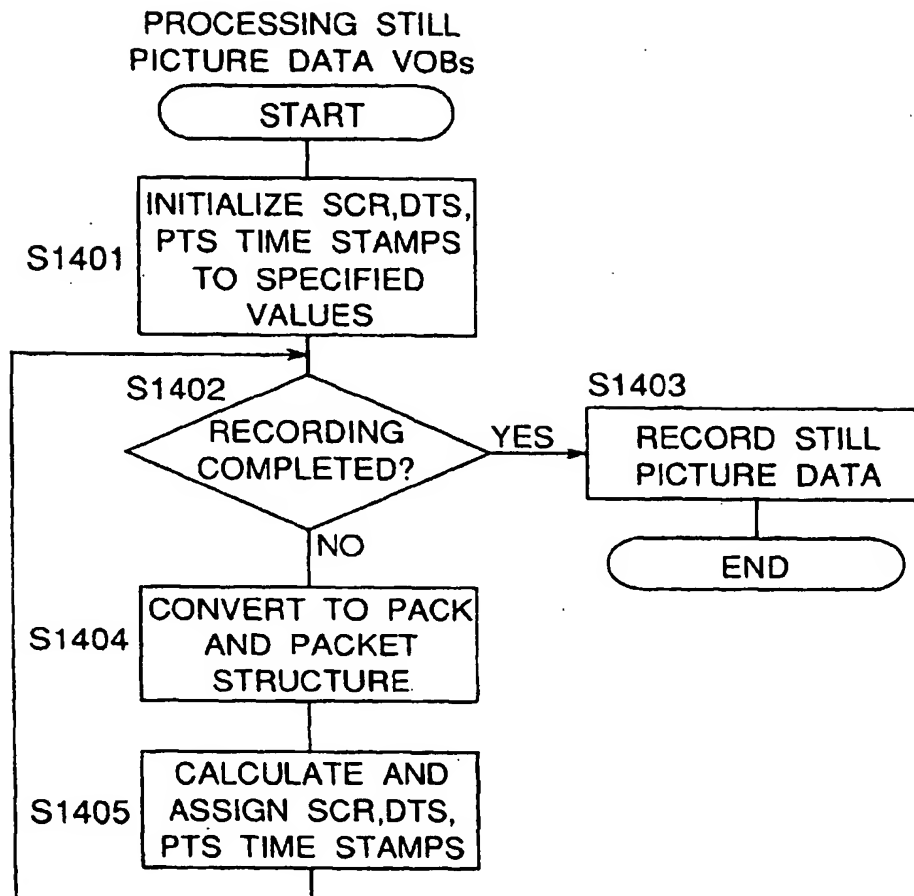 PROCESSING STILL
PICTURE DATA VOBs
START
S1401
INITIALIZE SCR,DTS,
PTS TIME STAMPS
TO SPECIFIED
VALUES
S1402
RECORDING
COMPLETED?
YES
S1403
RECORD STILL
PICTURE DATA
END
NO
S1404
CONVERT TO PACK
AND PACKET
STRUCTURE
S1405
CALCULATE AND
ASSIGN SCR,DTS,
PTS TIME STAMPS